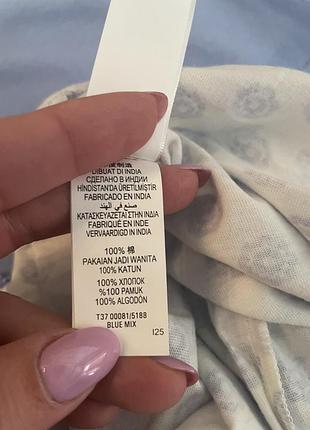 DIBUAT DI INDIA
СДЕЛАНО В ИНДИИ
HİNDİSTAN'DA ÜRETİLMİŞTİR
FABRICADO EN INDIA
صنع في الهند
ΚΑΤΑΣΚΕΥΑΖΕΤΑΙ ΣΤΗΝ ΙΝΔΙΑ
FABRIQUÉ EN INDE
VERVAARDIGD IN INDIA
100% 棉
PAKAIAN JADI WANITA
100% KATUN
100% ХЛОПОК
%100 PAMUK
100% ALGODÓN
T37 00081/5188
BLUE MIX
I25